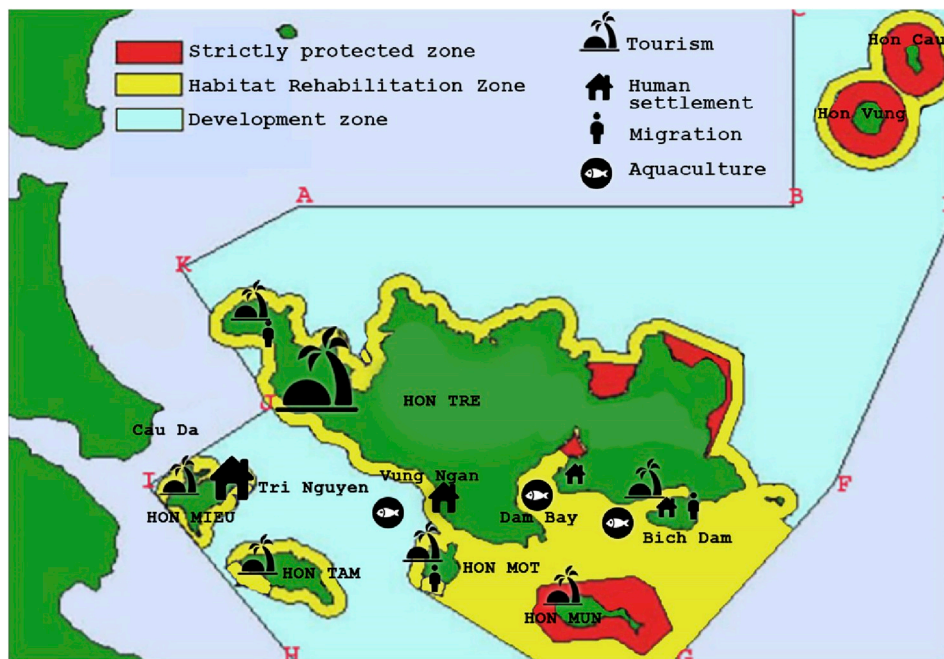 C
Strictly protected zone
Habitat Rehabilitation Zone
Development zone
Tourism
Human
settlement
Migration
Aquaculture
Hon Cau
Hon Vung
A
B
K
HON TRE
J
Cau Da
I
Tri Nguyen
Vung Ngan
F
HON MIEU
Dam Bay
Bich Dam
HON TAM
HON MOT
HON MUN
H
G